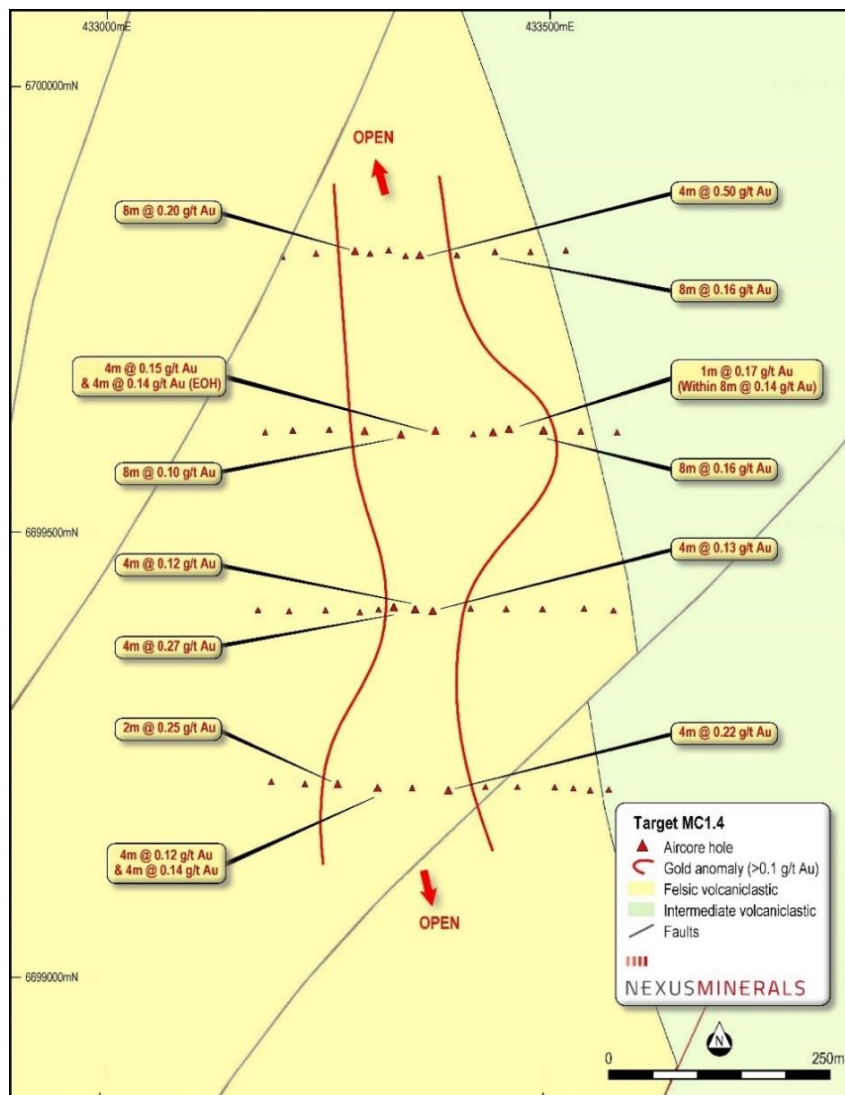 433000mE
433500mE
6700000mN
OPEN
8m @ 0.20 g/t Au
4m @ 0.50 g/t Au
8m @ 0.16 g/t Au
4m @ 0.15 g/t Au
& 4m @ 0.14 g/t Au (EOH)
1m @ 0.17 g/t Au
(Within 8m @ 0.14 g/t Au)
8m @ 0.10 g/t Au
8m @ 0.16 g/t Au
6699500mN
4m @ 0.12 g/t Au
4m @ 0.13 g/t Au
4m @ 0.27 g/t Au
2m @ 0.25 g/t Au
4m @ 0.22 g/t Au
4m @ 0.12 g/t Au
& 4m @ 0.14 g/t Au
OPEN
6699000mN
Target MC1.4
Aircore hole
Gold anomaly (>0.1 g/t Au)
Felsic volcaniclastic
Intermediate volcaniclastic
Faults
NEXUSMINERALS
N
0
250m